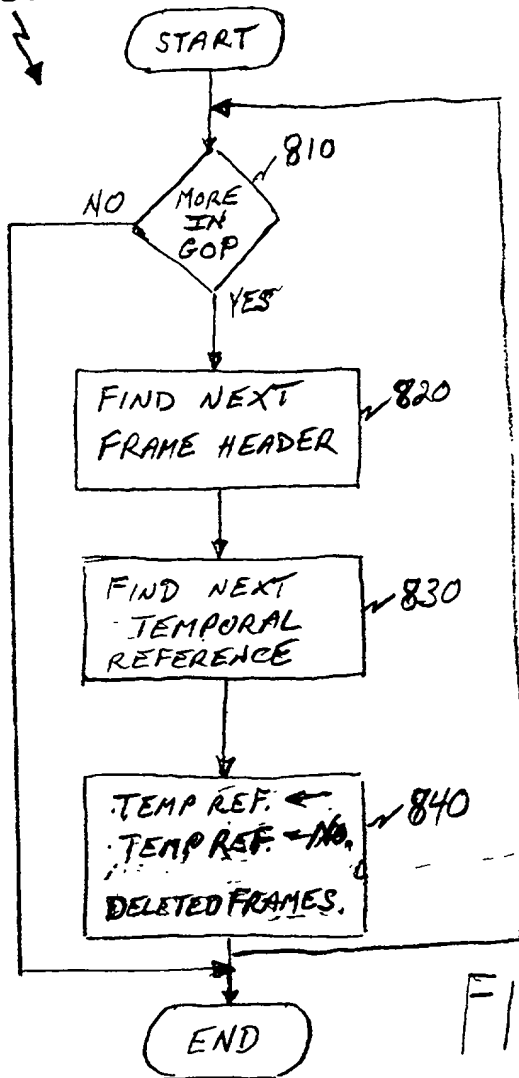 START
810
NO
MORE
IN
GOP
YES
FIND NEXT
FRAME HEADER
820
FIND NEXT
TEMPORAL
REFERENCE
830
TEMP REF. ←
TEMP REF. - No.
DELETED FRAMES.
840
END